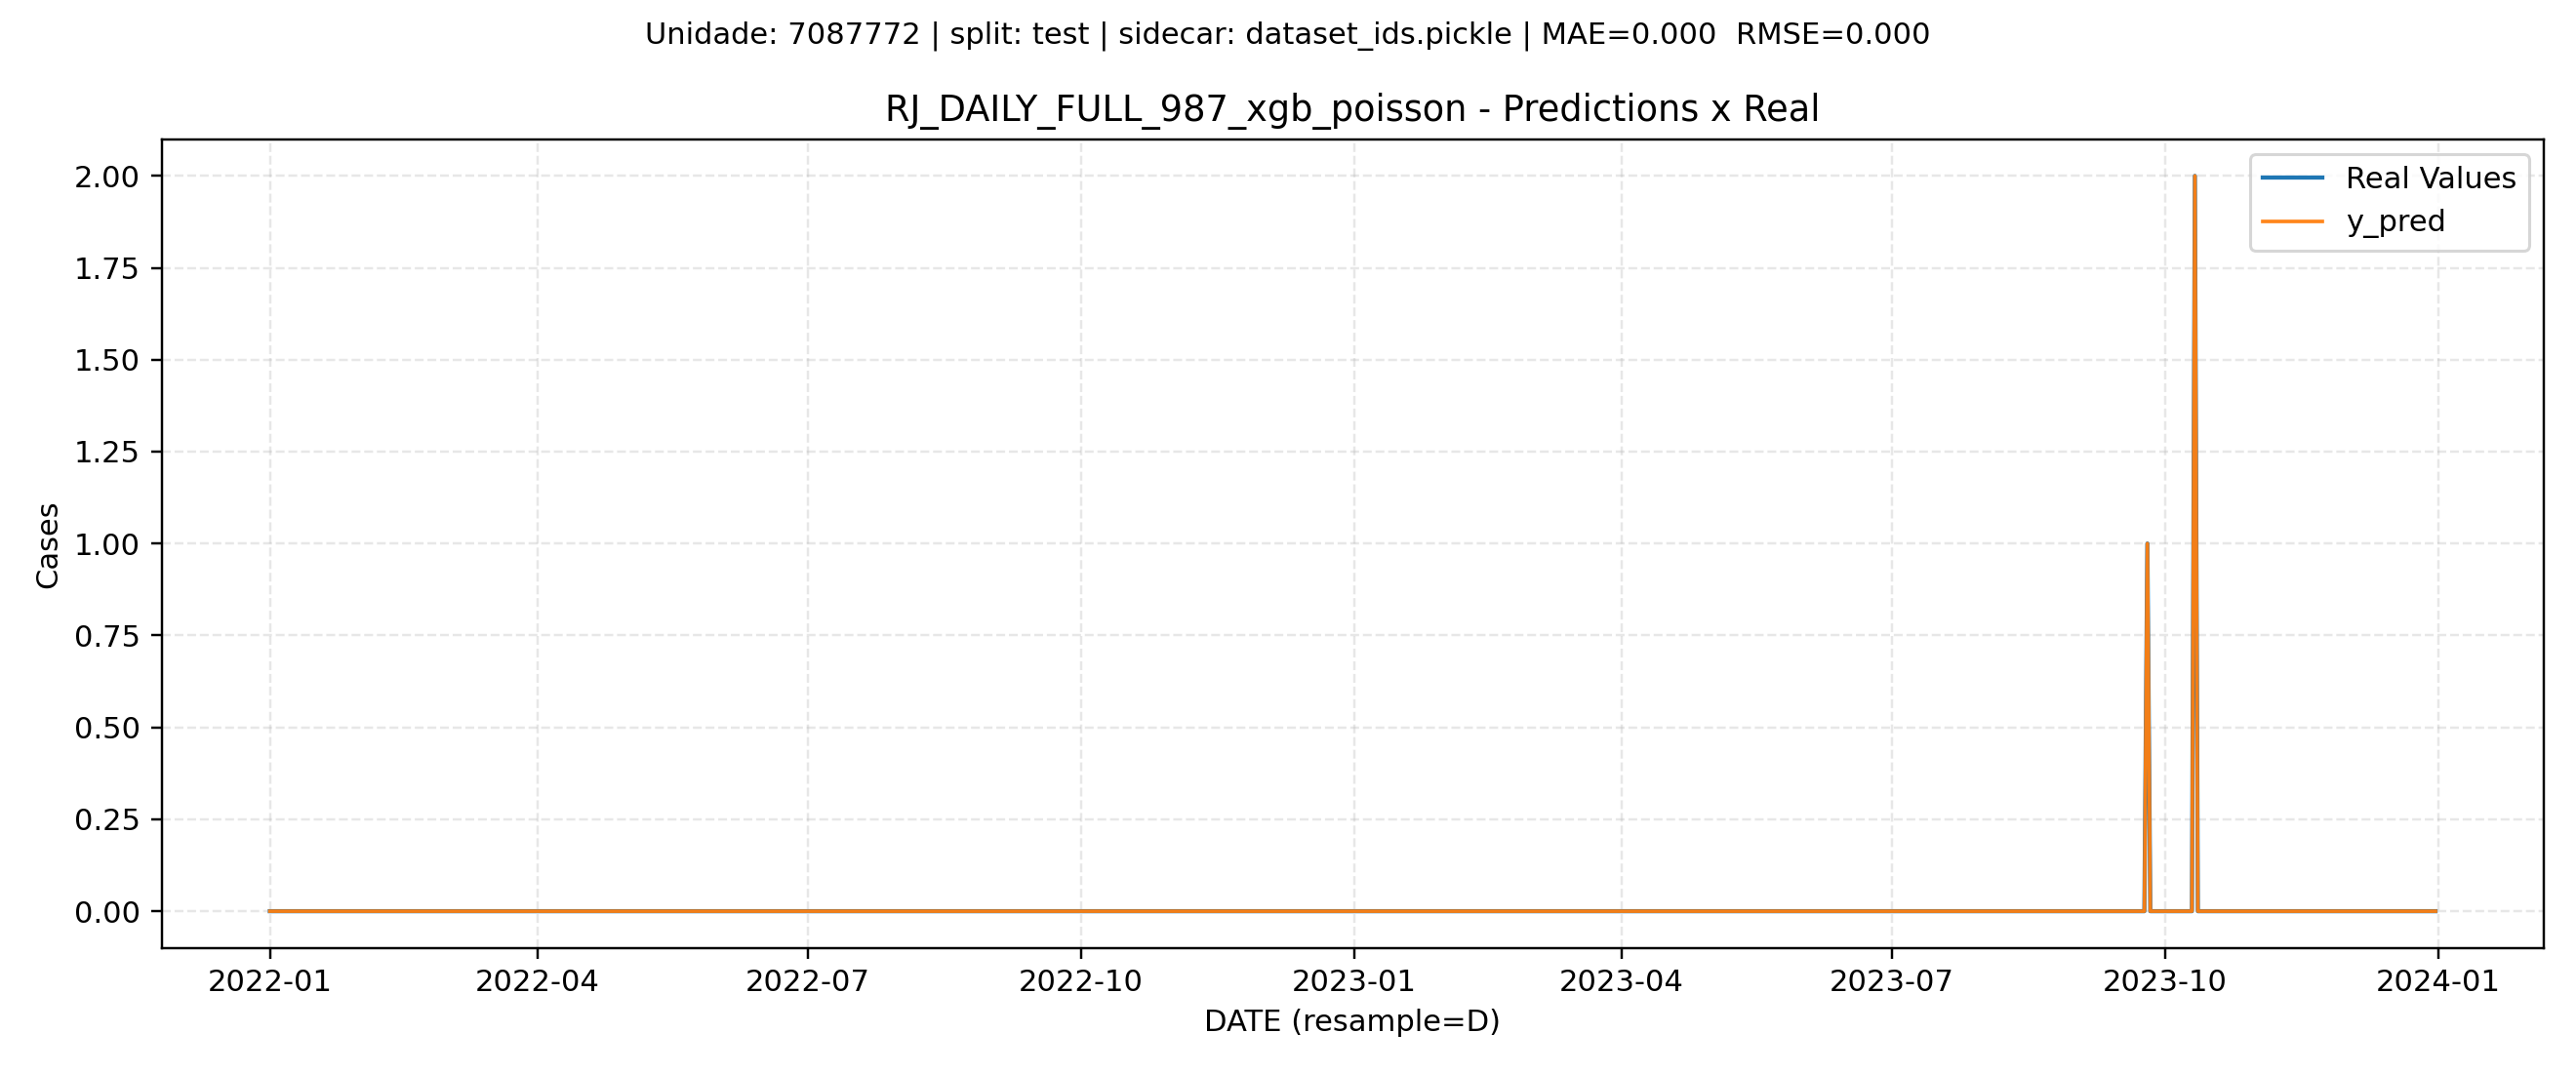 Unidade: 7087772 | split: test | sidecar: dataset_ids.pickle | MAE=0.000  RMSE=0.000
RJ_DAILY_FULL_987_xgb_poisson - Predictions x Real
Real Values
y_pred
Cases
2.00
1.75
1.50
1.25
1.00
0.75
0.50
0.25
0.00
2022-01 2022-04 2022-07 2022-10 2023-01 2023-04 2023-07 2023-10 2024-01
DATE (resample=D)